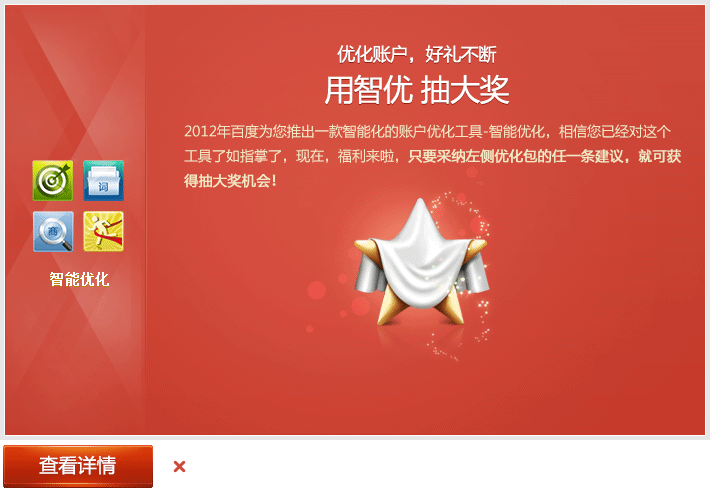 优化账户，好礼不断
用智优 抽大奖
2012年百度为您推出一款智能化的账户优化工具-智能优化，相信您已经对这个
工具了如指掌了，现在，福利来啦，只要采纳左侧优化包的任一条建议，就可获
得抽大奖机会！
词
商
智能优化
查看详情